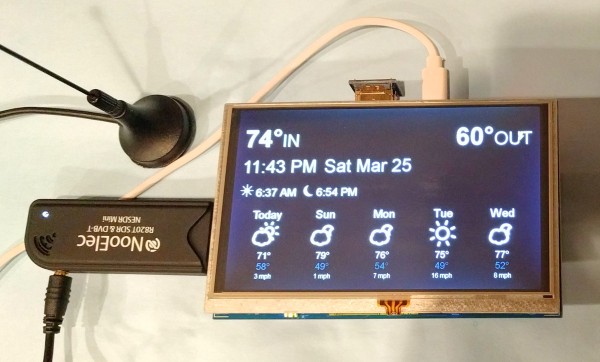 74°IN
60°OUT
11:43 PM Sat Mar 25
6:37 AM 6:54 PM
Today Sun Mon Tue Wed
71° 79° 76° 75° 77°
58° 49° 54° 49° 52°
3 mph 1 mph 7 mph 16 mph 6 mph
NooElec
R820T SDR & DVB-T
NESDR Mini